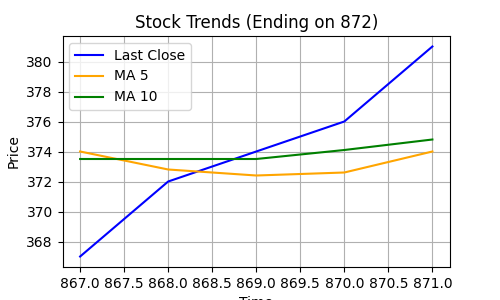 Stock Trends (Ending on 872)
Last Close
MA 5
MA 10
Price
380
378
376
374
372
370
368
867.0 867.5 868.0 868.5 869.0 869.5 870.0 870.5 871.0
Time